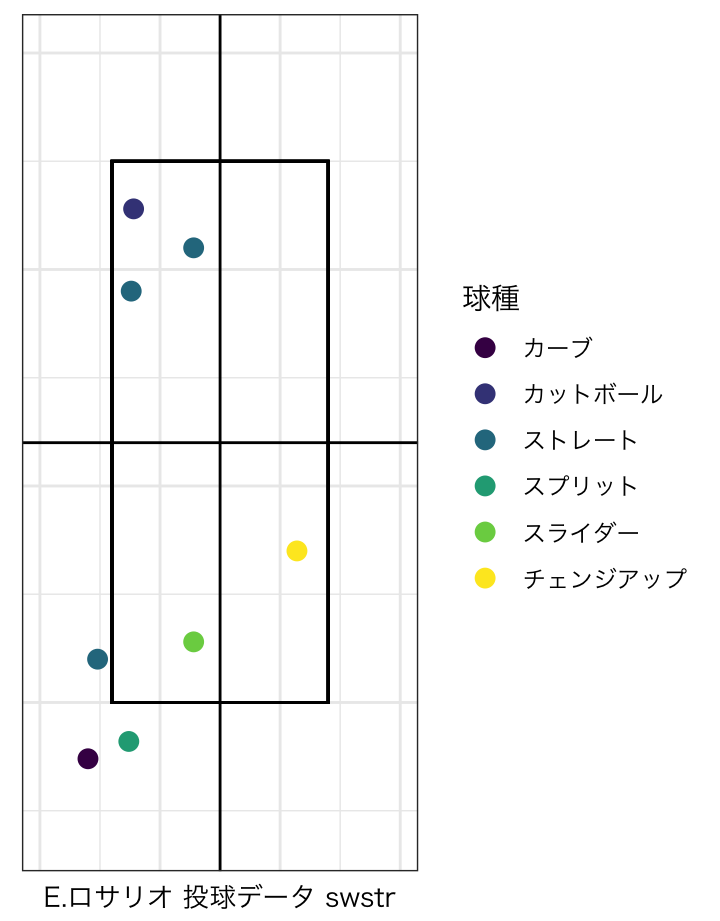 球種
カーブ
カットボール
ストレート
スプリット
スライダー
チェンジアップ
E.ロサリオ 投球データ swstr